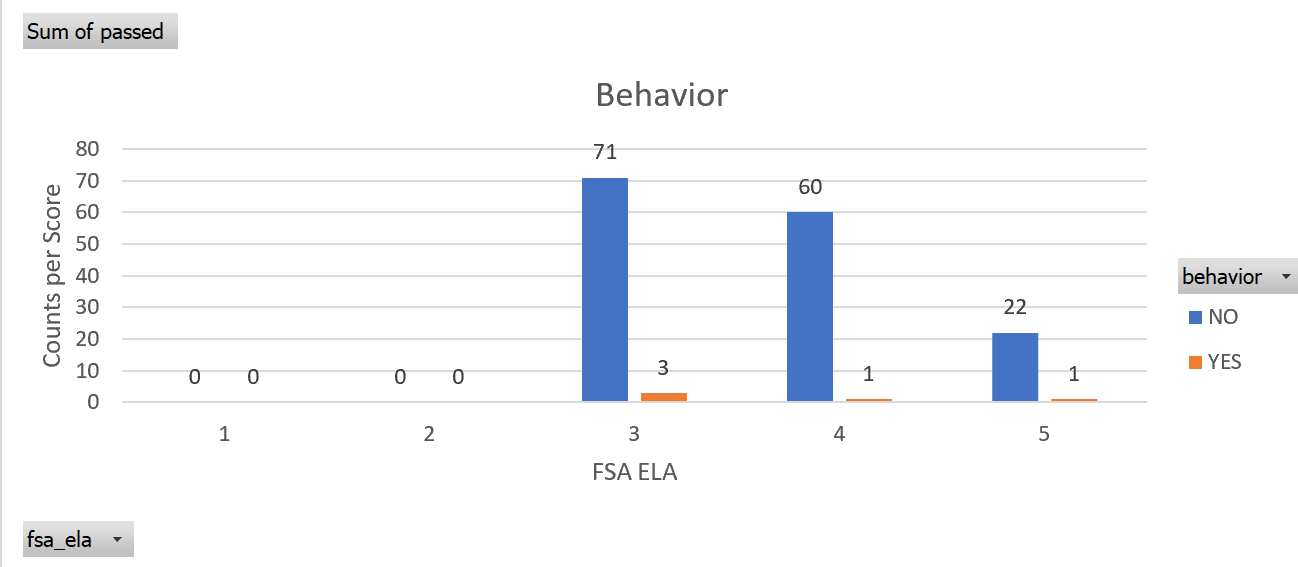 Sum of passed
Behavior
Counts per Score
80
70
60
50
40
30
20
10
0
0 0
0 0
71 3
60 1
22 1
1 2 3 4 5
FSA ELA
behavior
NO
YES
fsa_ela